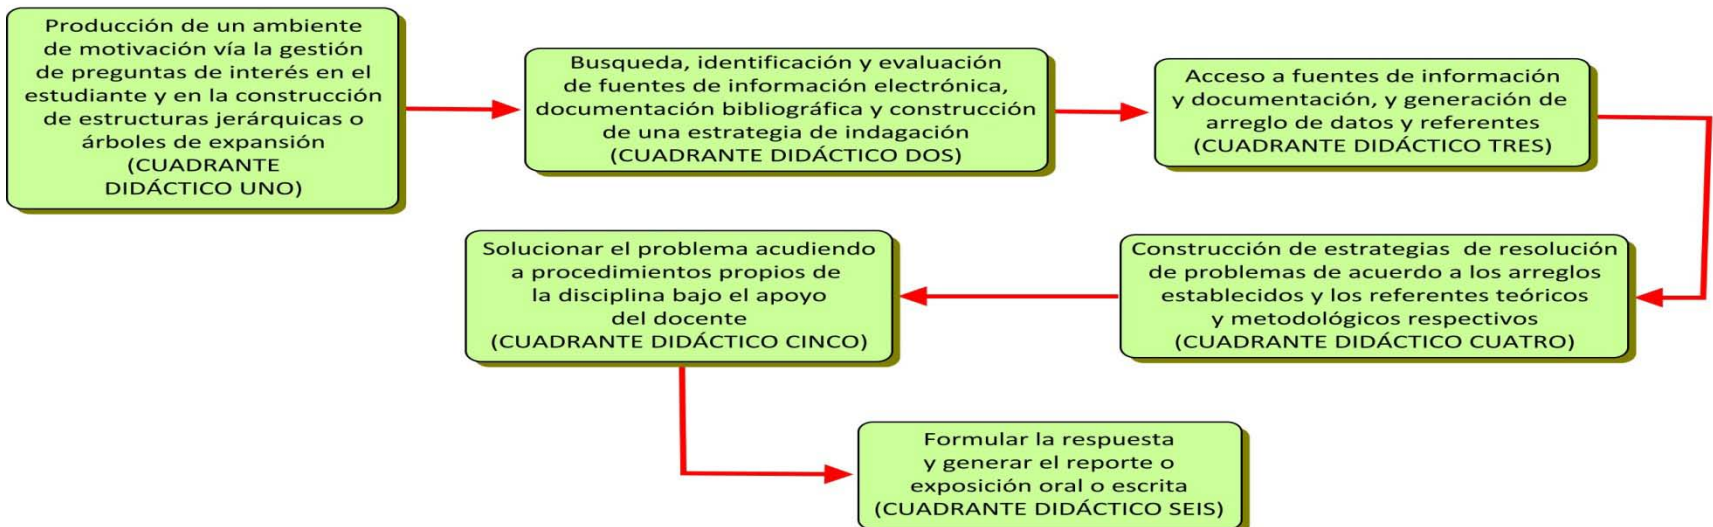 Producción de un ambiente
de motivación vía la gestión
de preguntas de interés en el
estudiante y en la construcción
de estructuras jerárquicas o
árboles de expansión
(CUADRANTE
DIDÁCTICO UNO)
Busqueda, identificación y evaluación
de fuentes de información electrónica,
documentación bibliográfica y construcción
de una estrategia de indagación
(CUADRANTE DIDÁCTICO DOS)
Acceso a fuentes de información
y documentación, y generación de
arreglo de datos y referentes
(CUADRANTE DIDÁCTICO TRES)
Construcción de estrategias de resolución
de problemas de acuerdo a los arreglos
establecidos y los referentes teóricos
y metodológicos respectivos
(CUADRANTE DIDÁCTICO CUATRO)
Solucionar el problema acudiendo
a procedimientos propios de
la disciplina bajo el apoyo
del docente
(CUADRANTE DIDÁCTICO CINCO)
Formular la respuesta
y generar el reporte o
exposición oral o escrita
(CUADRANTE DIDÁCTICO SEIS)